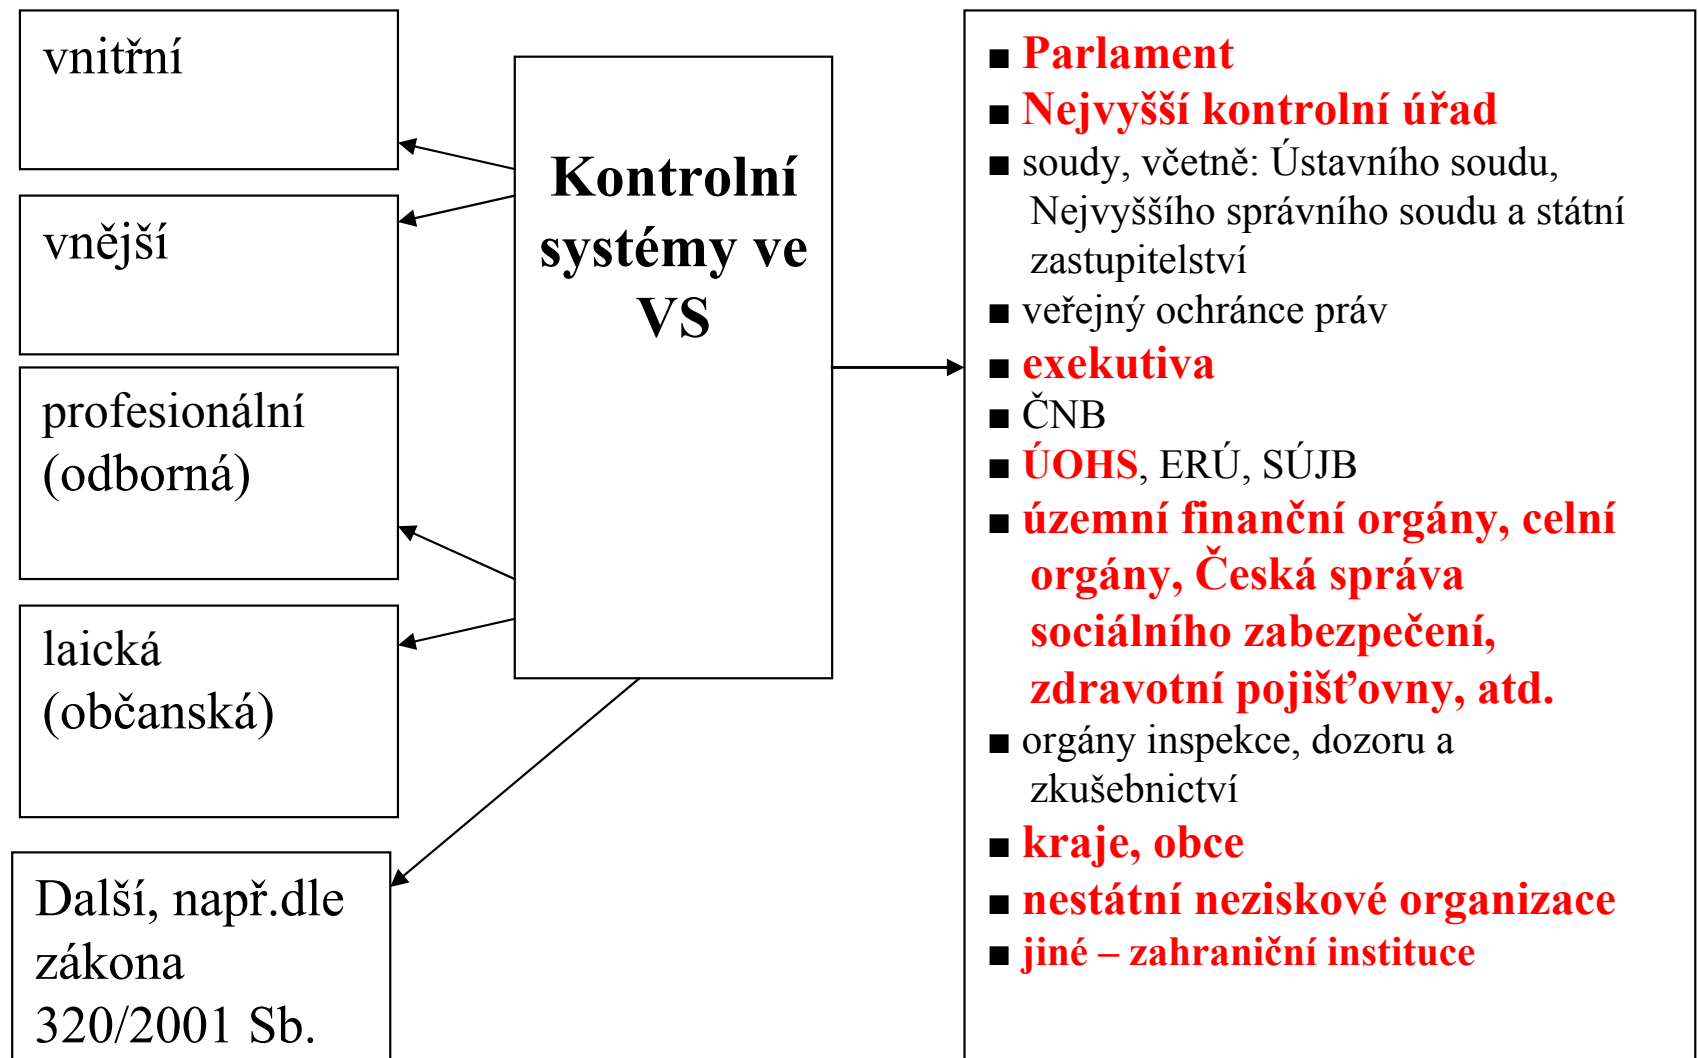 vnitřní
vnější
profesionální
(odborná)
laická
(občanská)
Další, např.dle
zákona
320/2001 Sb.
Kontrolní
systémy ve
VS
■ Parlament
■ Nejvyšší kontrolní úřad
■ soudy, včetně: Ústavního soudu,
Nejvyššího správního soudu a státní
zastupitelství
■ veřejný ochránce práv
■ exekutiva
■ ČNB
■ ÚOHS, ERÚ, SÚJB
■ územní finanční orgány, celní
orgány, Česká správa
sociálního zabezpečení,
zdravotní pojišťovny, atd.
■ orgány inspekce, dozoru a
zkušebnictví
■ kraje, obce
■ nestátní neziskové organizace
■ jiné – zahraniční instituce